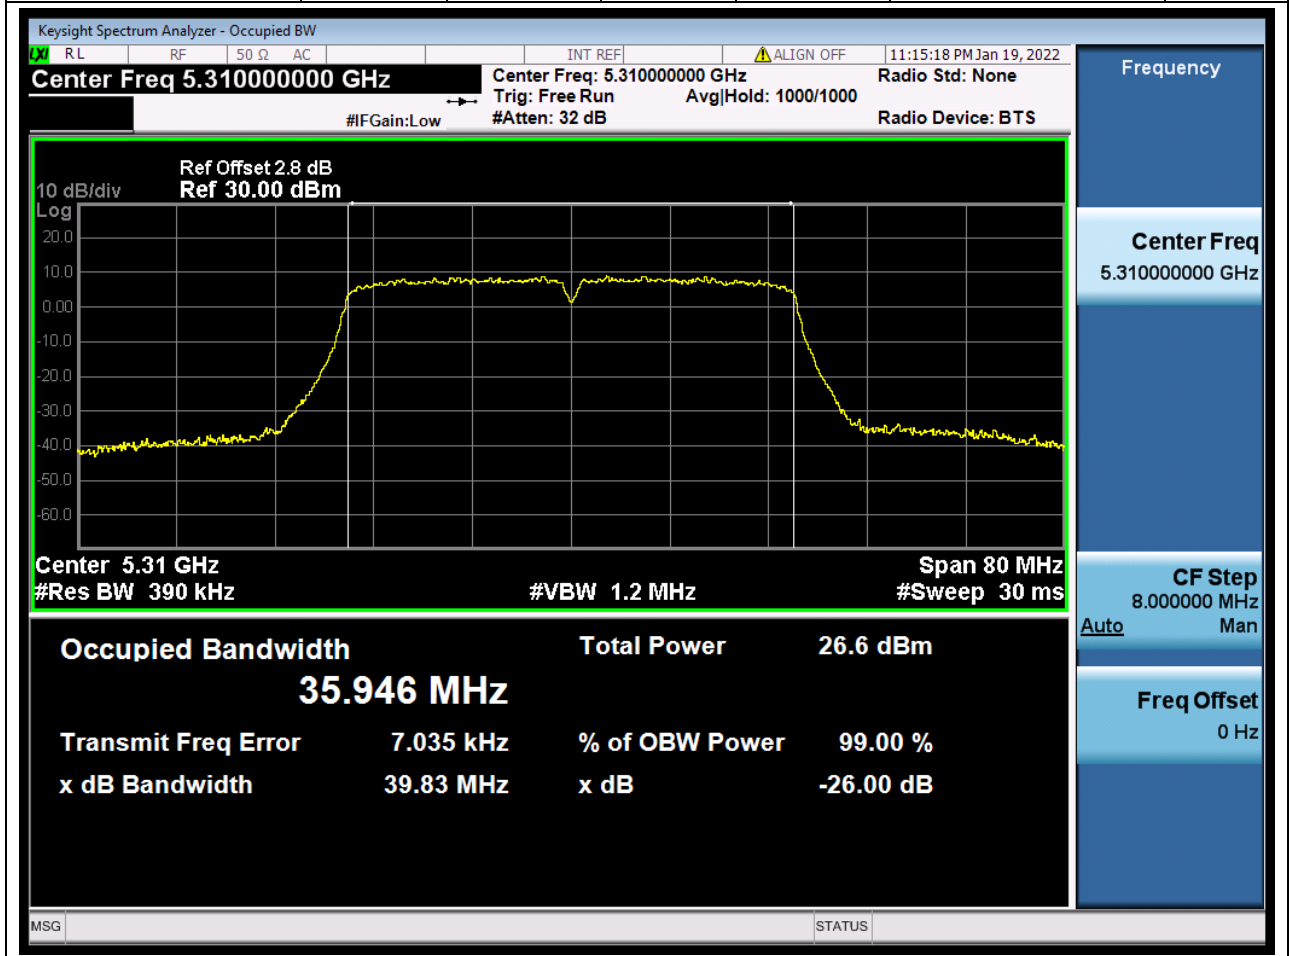 Keysight Spectrum Analyzer - Occupied BW
LXI RL RF 50 Ω AC INT REF ALIGN OFF 11:15:18 PM Jan 19, 2022
Center Freq 5.310000000 GHz
Center Freq: 5.310000000 GHz Radio Std: None
Trig: Free Run Avg|Hold: 1000/1000
#IFGain:Low #Atten: 32 dB Radio Device: BTS
Frequency
Ref Offset 2.8 dB
10 dB/div Ref 30.00 dBm
Log
20.0
10.0
0.00
-10.0
-20.0
-30.0
-40.0
-50.0
-60.0
Center 5.31 GHz Span 80 MHz
#Res BW 390 kHz #VBW 1.2 MHz #Sweep 30 ms
Center Freq
5.310000000 GHz
CF Step
8.000000 MHz
Auto Man
Freq Offset
0 Hz
Occupied Bandwidth Total Power 26.6 dBm
35.946 MHz
Transmit Freq Error 7.035 kHz % of OBW Power 99.00 %
x dB Bandwidth 39.83 MHz x dB -26.00 dB
MSG STATUS